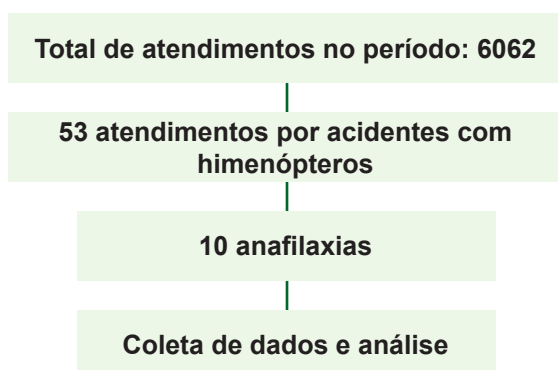 Total de atendimentos no período: 6062
53 atendimentos por acidentes com
himenópteros
10 anafilaxias
Coleta de dados e análise